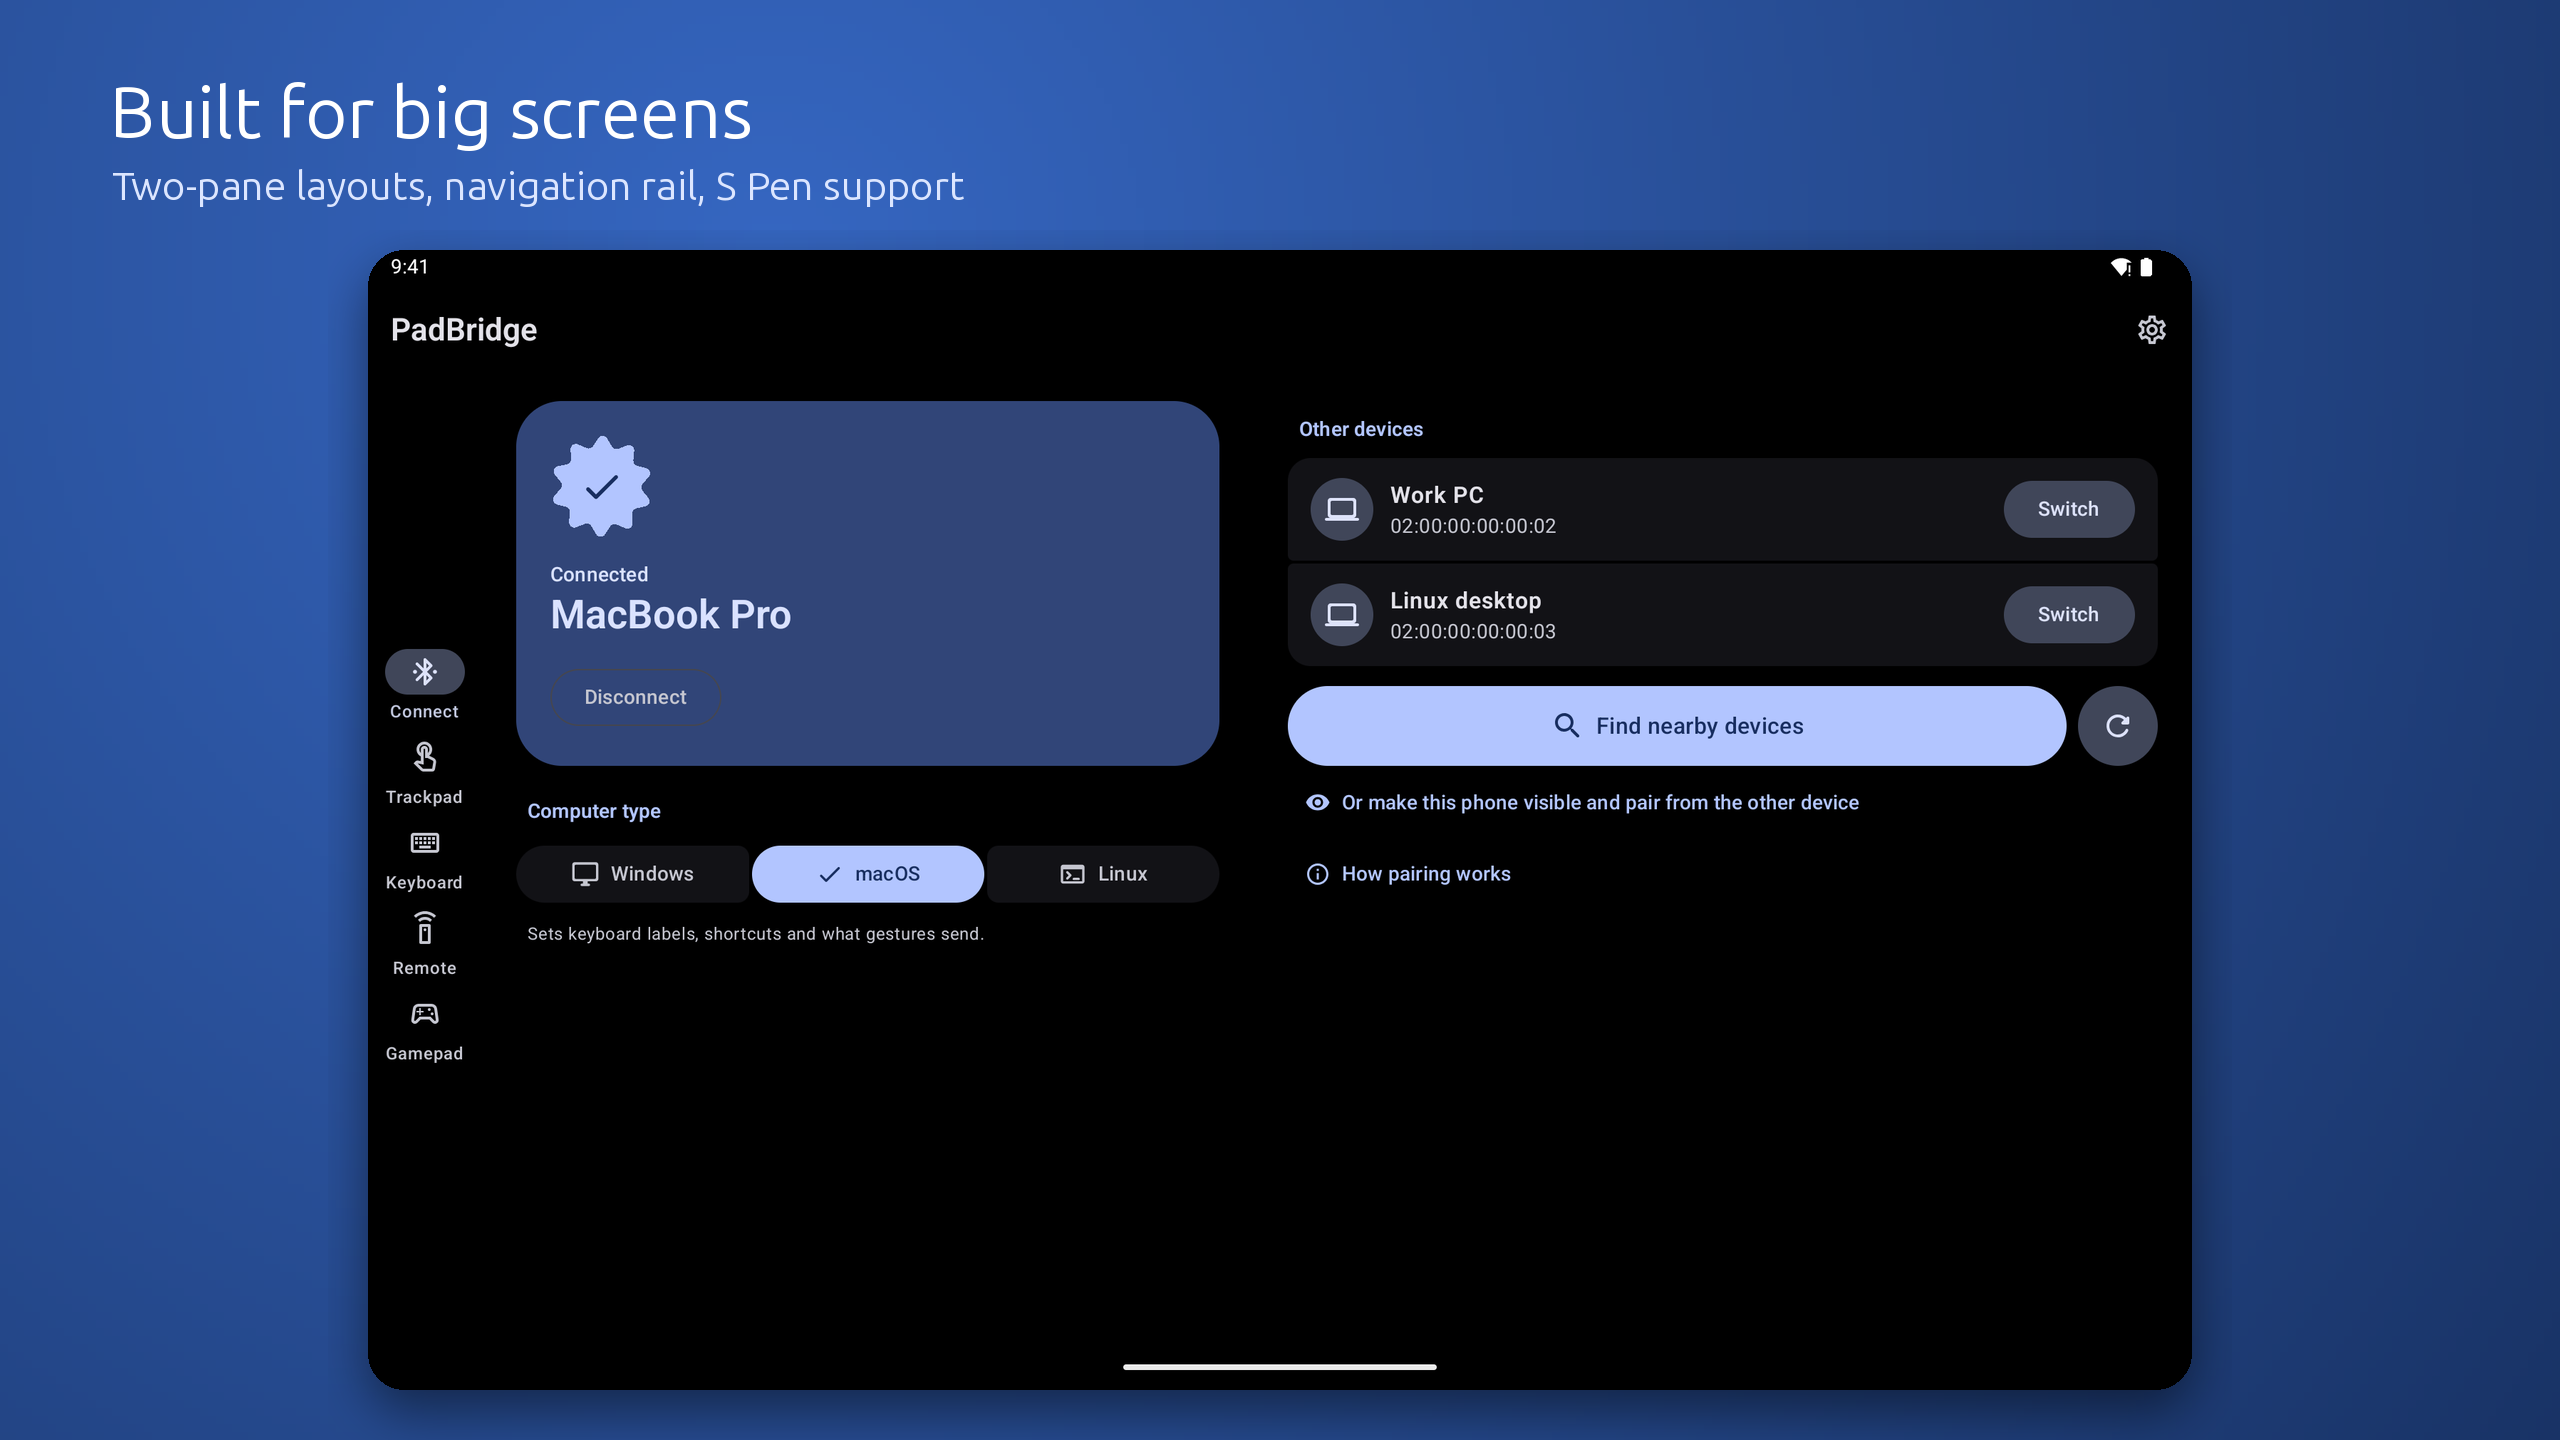 Built for big screens
Two-pane layouts, navigation rail, S Pen support
9:41
PadBridge
Connect
Trackpad
Keyboard
Remote
Gamepad
Connected
MacBook Pro
Disconnect
Computer type
Windows
macOS
Linux
Sets keyboard labels, shortcuts and what gestures send.
Other devices
Work PC
02:00:00:00:00:02
Switch
Linux desktop
02:00:00:00:00:03
Switch
Find nearby devices
Or make this phone visible and pair from the other device
How pairing works